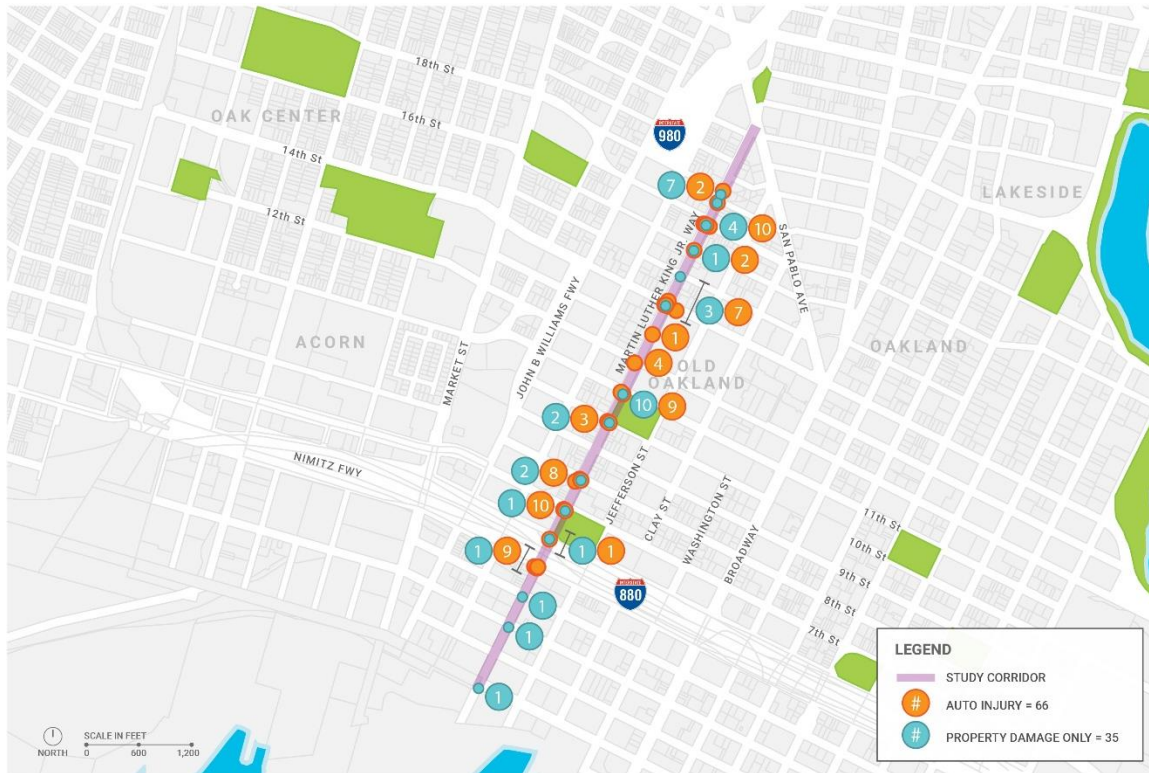 18th St
OAK CENTER
16th St
INTERSTATE
980
14th St
LAKESIDE
7 2
12th St
4 10
MARTIN LUTHER KING JR. WAY
SAN PABLO AVE
1 2
JOHN B WILLIAMS FWY
3 7
ACORN
1
OAKLAND
MARKET ST
4
OLD
OAKLAND
10 9
2 3
NIMITZ FWY
2 8
JEFFERSON ST
1 10
CLAY ST
WASHINGTON ST
11th St
1 9
1 1
BROADWAY
10th St
INTERSTATE
880
9th St
1
8th St
1
7th St
1
LEGEND
STUDY CORRIDOR
# AUTO INJURY = 66
# PROPERTY DAMAGE ONLY = 35
NORTH
SCALE IN FEET
0 600 1,200